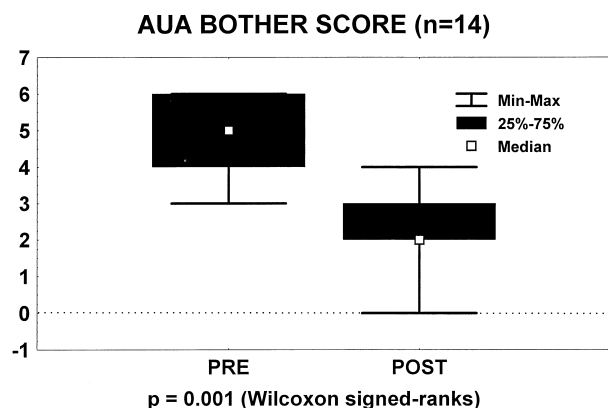 AUA BOTHER SCORE (n=14)
7
6
5
4
3
2
1
0
-1
Min-Max
25%-75%
Median
PRE POST
p = 0.001 (Wilcoxon signed-ranks)